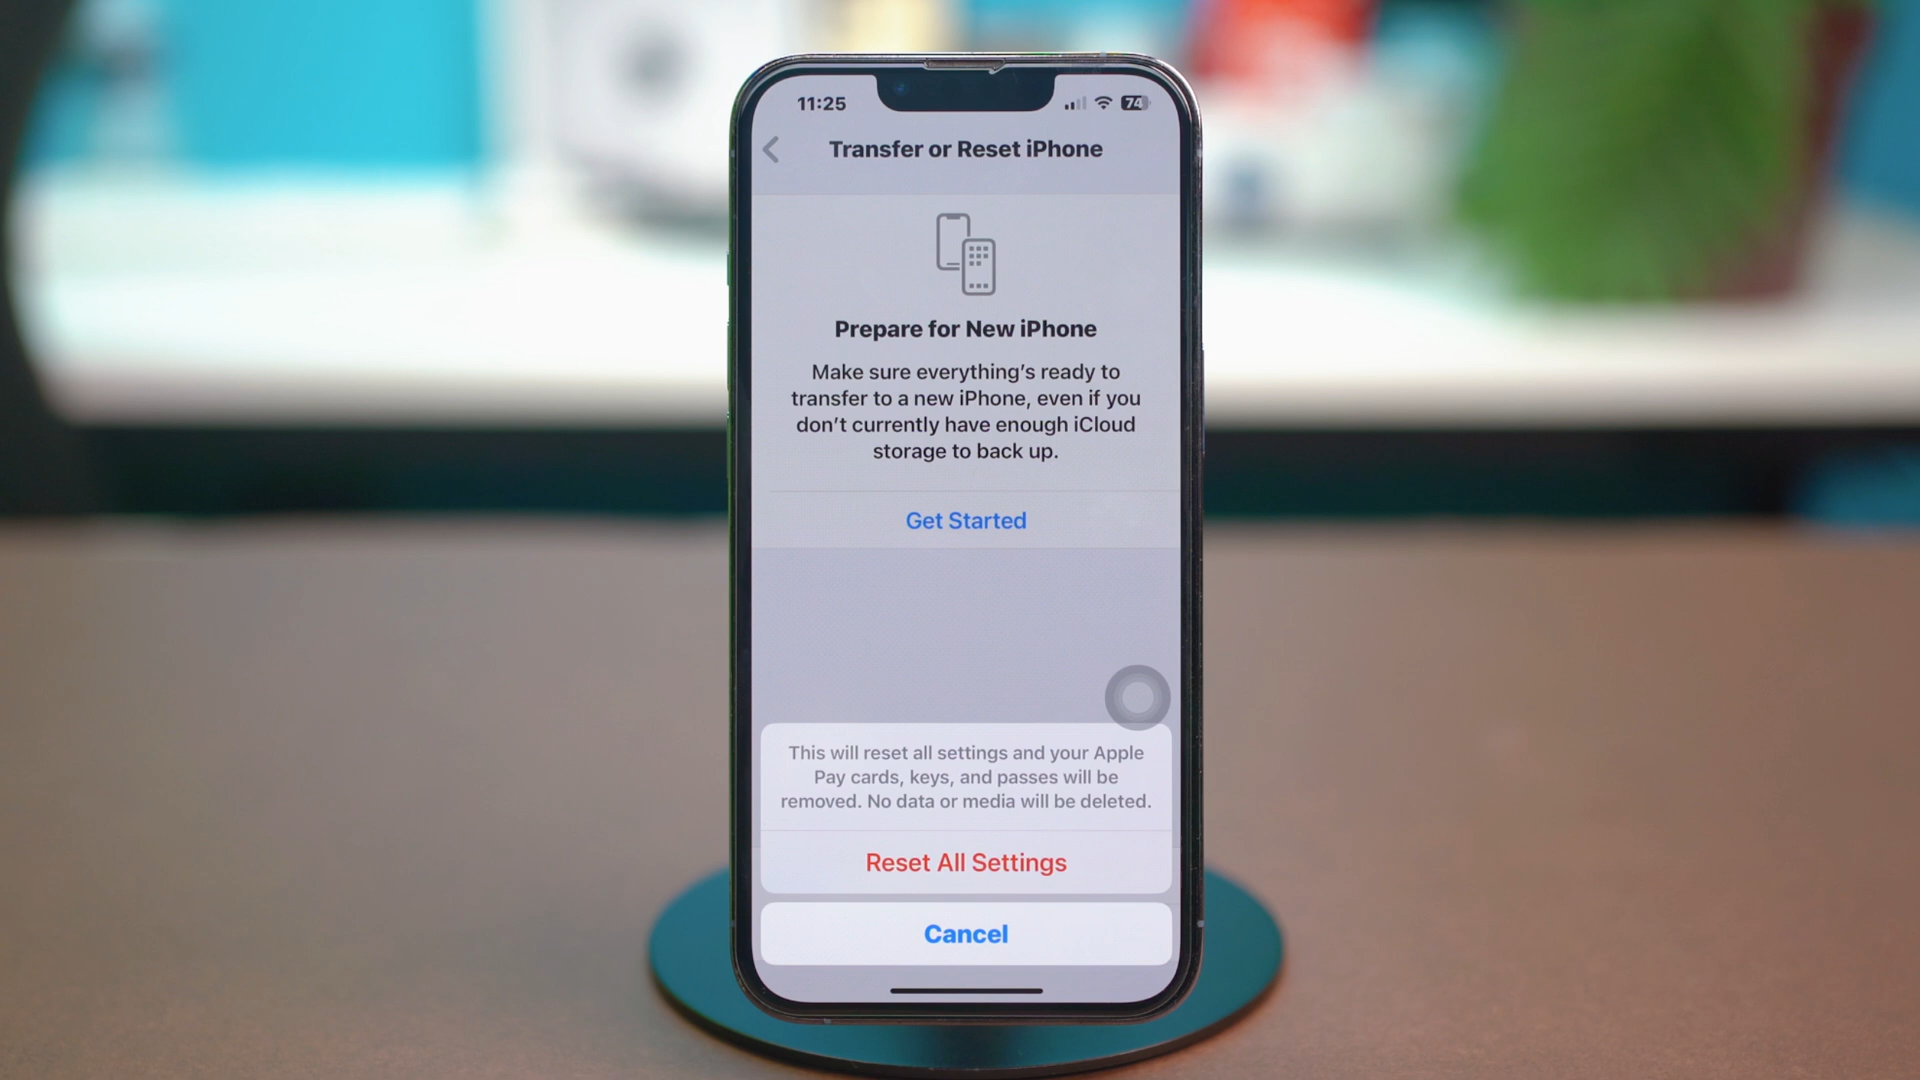 11:25
74
Transfer or Reset iPhone
Prepare for New iPhone
Make sure everything's ready to
transfer to a new iPhone, even if you
don't currently have enough iCloud
storage to back up.
Get Started
This will reset all settings and your Apple
Pay cards, keys, and passes will be
removed. No data or media will be deleted.
Reset All Settings
Cancel